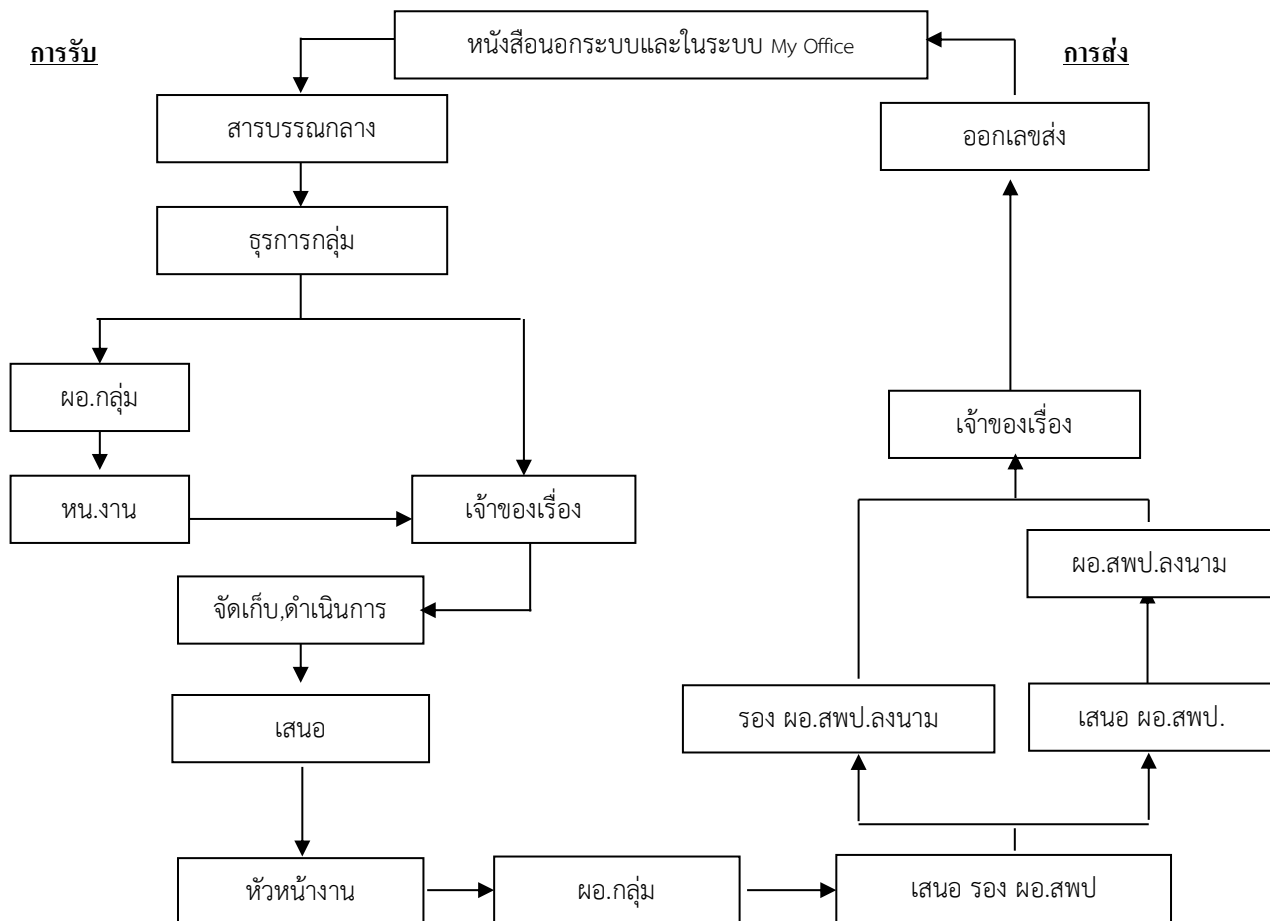 หนังสือนอกระบบและในระบบ My Office
การรับ
การส่ง
สารบรรณกลาง
ออกเลขส่ง
ธุรการกลุ่ม
ผอ.กลุ่ม
เจ้าของเรื่อง
หน.งาน
เจ้าของเรื่อง
ผอ.สพป.ลงนาม
จัดเก็บ,ดำเนินการ
เสนอ
รอง ผอ.สพป.ลงนาม
เสนอ ผอ.สพป.
หัวหน้างาน
ผอ.กลุ่ม
เสนอ รอง ผอ.สพป